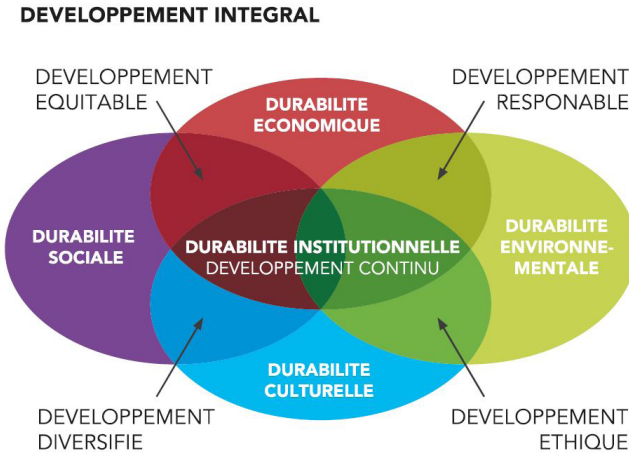 DEVELOPPEMENT INTEGRAL
DEVELOPPEMENT
EQUITABLE
DEVELOPPEMENT
RESPONABLE
DURABILITE
ECONOMIQUE
DURABILITE
SOCIALE
DURABILITE INSTITUTIONNELLE
DEVELOPPEMENT CONTINU
DURABILITE
ENVIRONNE-
MENTALE
DURABILITE
CULTURELLE
DEVELOPPEMENT
DIVERSIFIE
DEVELOPPEMENT
ETHIQUE